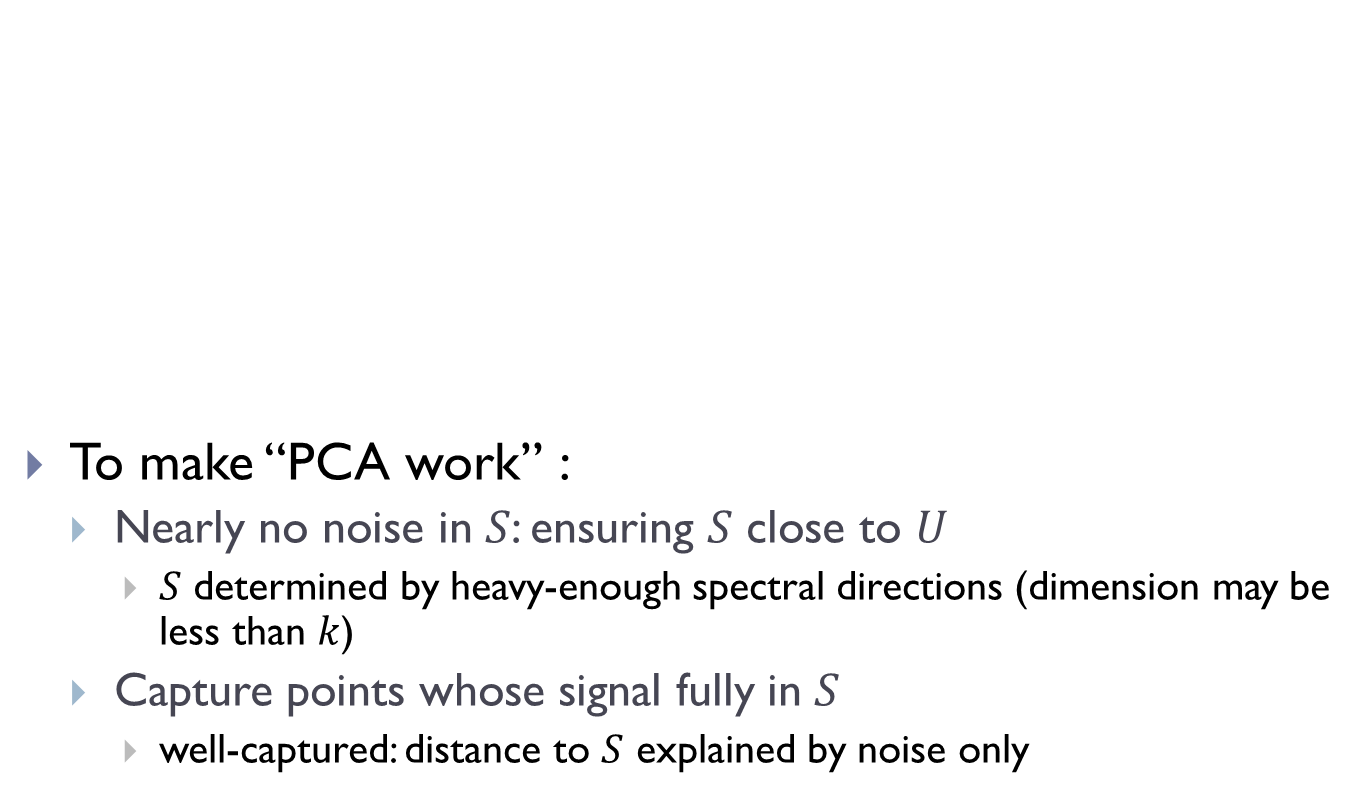 To make “PCA work” :
Nearly no noise in 𝑆: ensuring 𝑆 close to 𝑈
𝑆 determined by heavy-enough spectral directions (dimension may be
less than 𝑘)
Capture points whose signal fully in 𝑆
well-captured: distance to 𝑆 explained by noise only